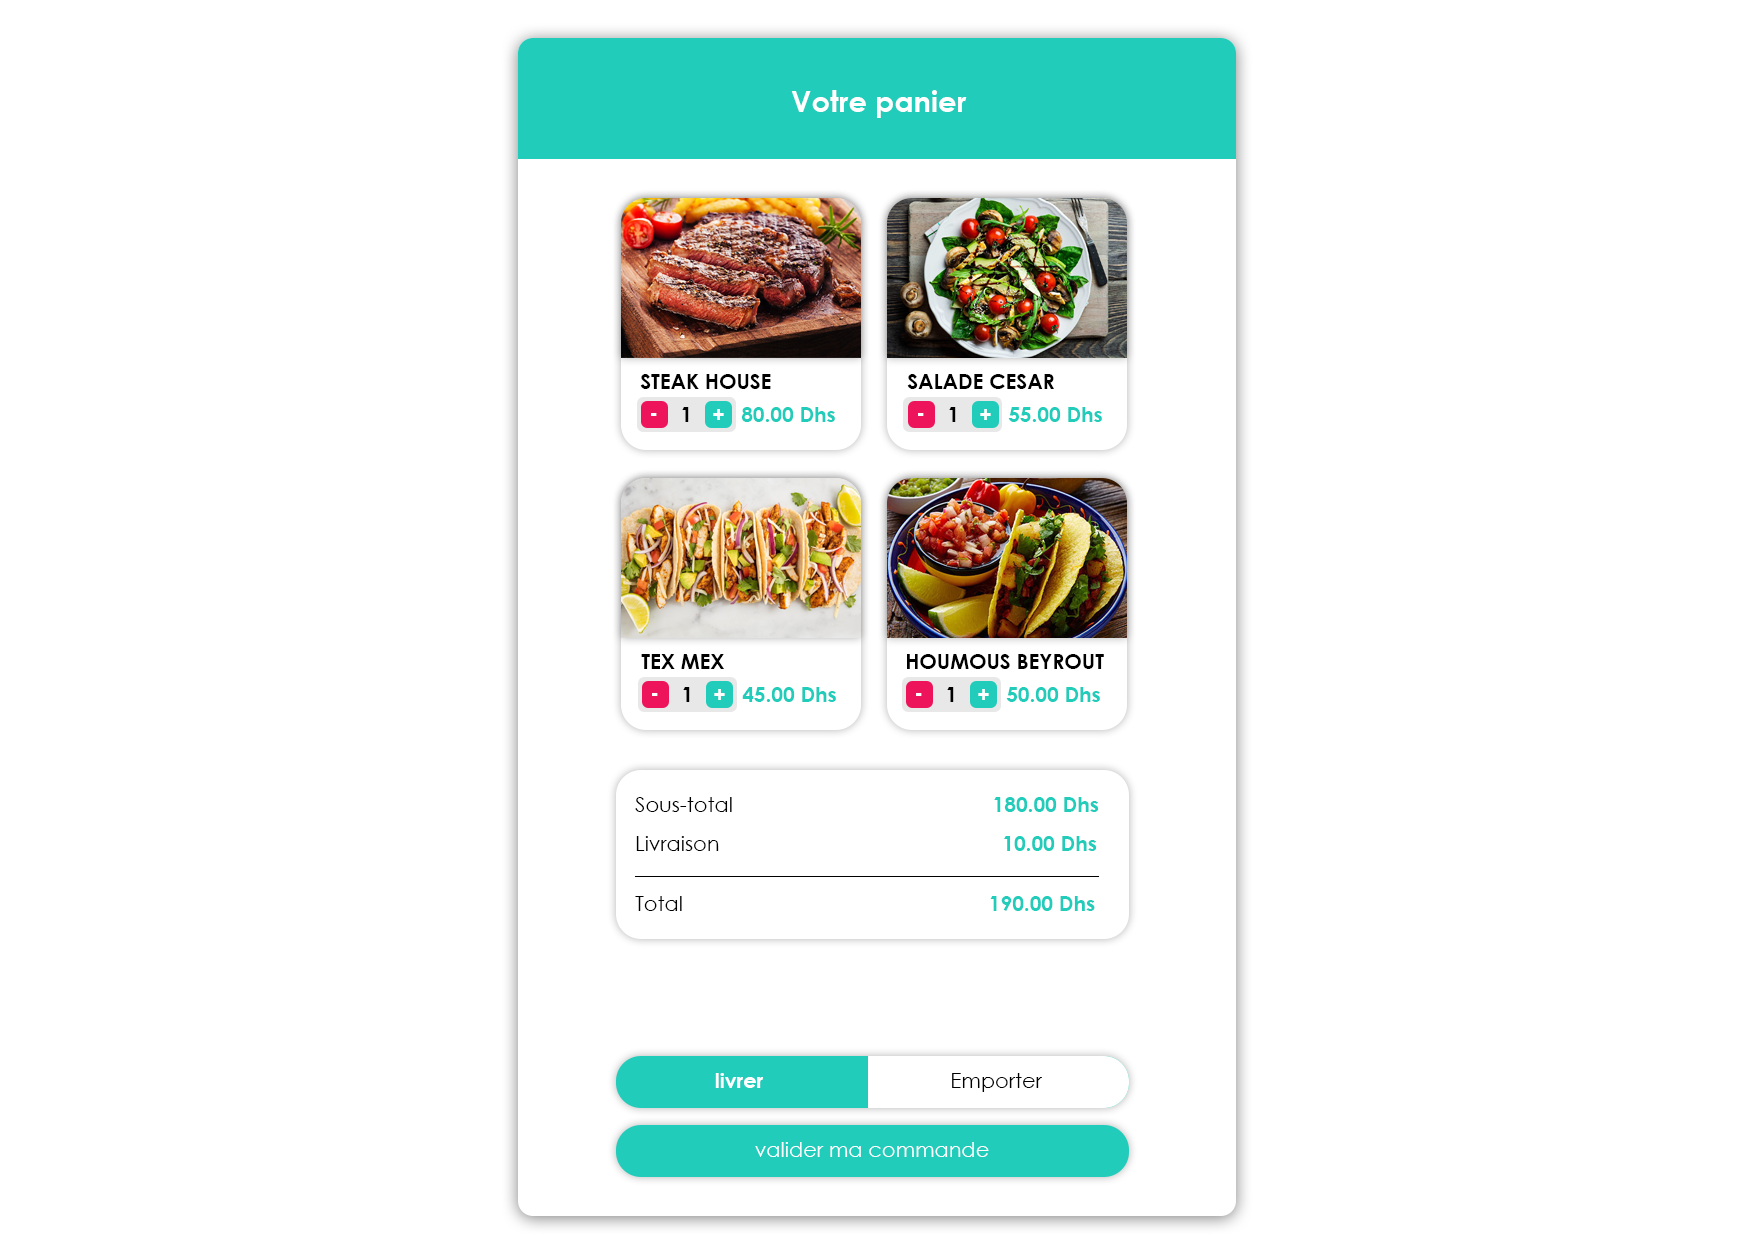 Votre panier
STEAK HOUSE
- 1 + 80.00 Dhs
SALADE CESAR
- 1 + 55.00 Dhs
TEX MEX
- 1 + 45.00 Dhs
HOUMOUS BEYROUT
- 1 + 50.00 Dhs
Sous-total 180.00 Dhs
Livraison 10.00 Dhs
Total 190.00 Dhs
livrer Emporter
valider ma commande